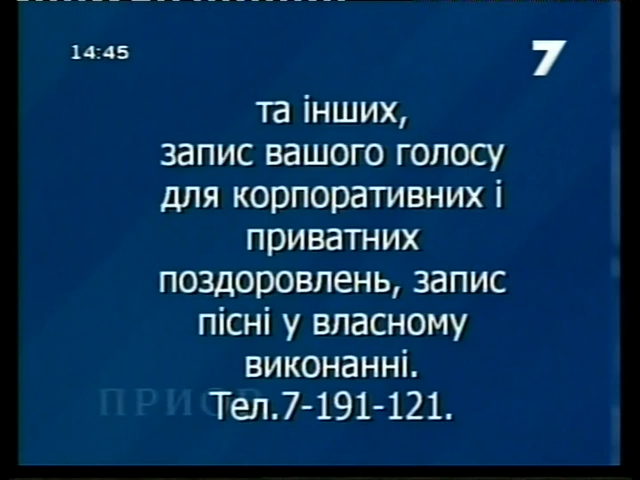 14:45
7
та інших,
запис вашого голосу
для корпоративних і
приватних
поздоровлень, запис
пісні у власному
виконанні.
Тел.7-191-121.